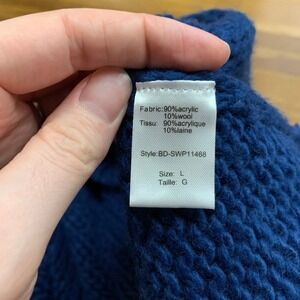 Fabric:90%acrylic
10%wool
Tissu: 90%acrylique
10%laine
Style:BD-SWP11468
Size: L
Taille: G